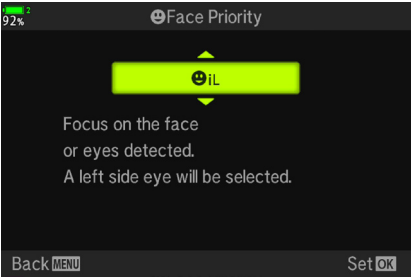 2
92%
Face Priority
iL
Focus on the face
or eyes detected.
A left side eye will be selected.
Back MENU
Set OK